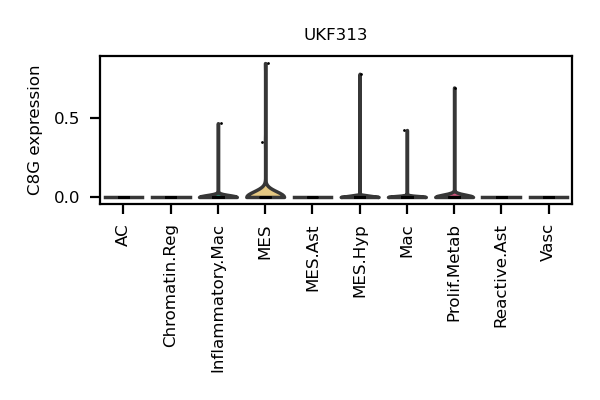 UKF313
C8G expression
0.5
0.0
AC
Chromatin.Reg
Inflammatory.Mac
MES
MES.Ast
MES.Hyp
Mac
Prolif.Metab
Reactive.Ast
Vasc